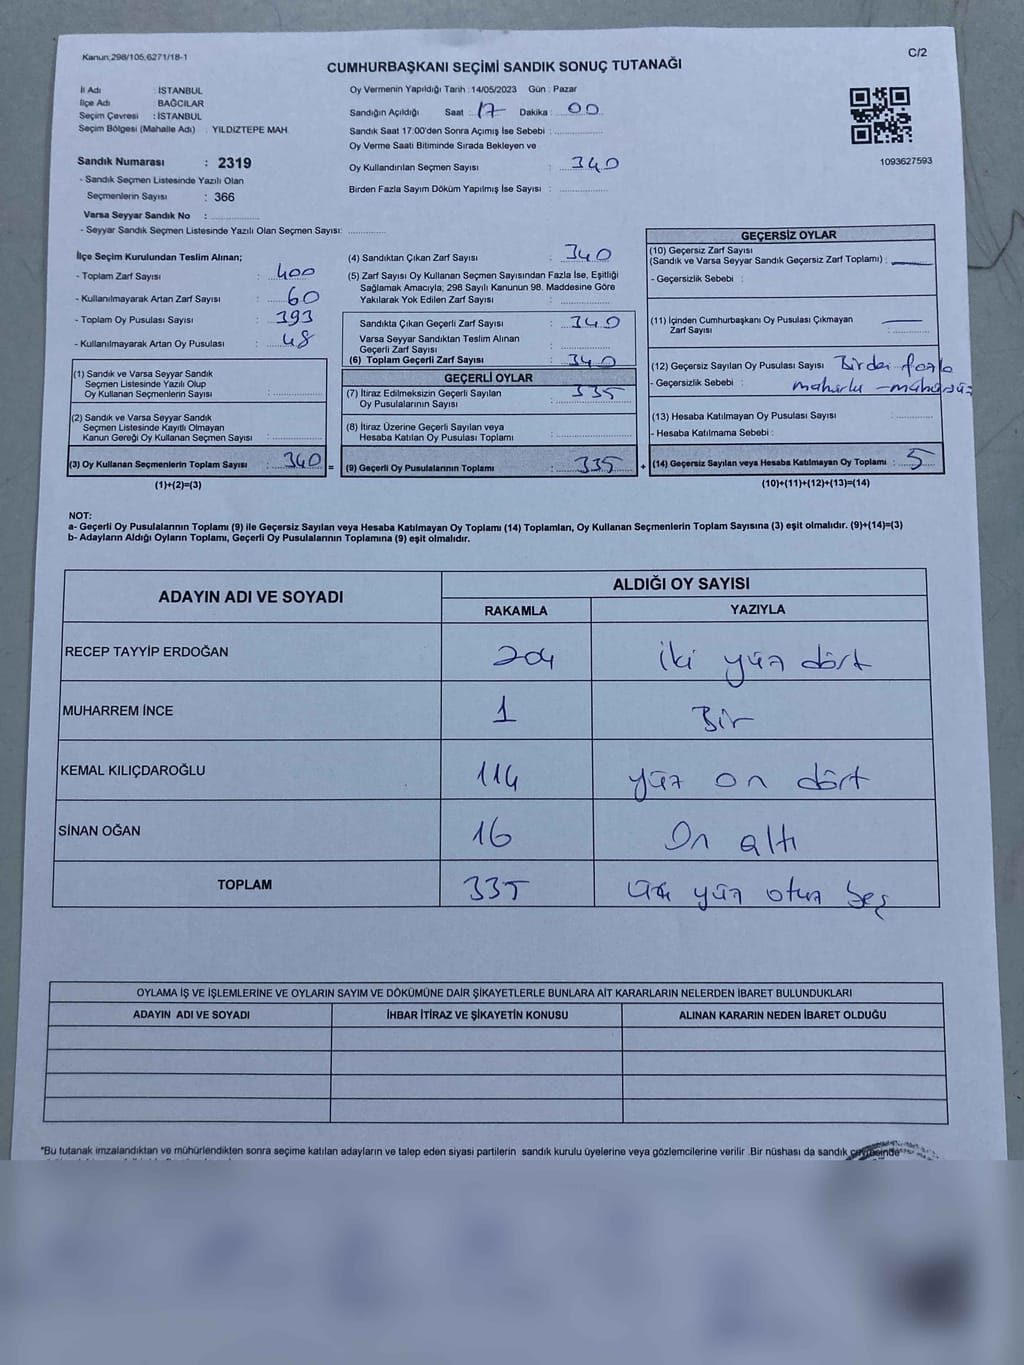 Kanun;298/105,6271/18-1
C/2
CUMHURBAŞKANI SEÇİMİ SANDIK SONUÇ TUTANAĞI
İl Adı : İSTANBUL
İlçe Adı : BAĞCILAR
Seçim Çevresi : İSTANBUL
Seçim Bölgesi (Mahalle Adı) : YILDIZTEPE MAH.
Sandık Numarası : 2319
- Sandık Seçmen Listesinde Yazılı Olan
Seçmenlerin Sayısı : 366
Varsa Seyyar Sandık No :
- Seyyar Sandık Seçmen Listesinde Yazılı Olan Seçmen Sayısı:
Oy Vermenin Yapıldığı Tarih : 14/05/2023 Gün : Pazar
Sandığın Açıldığı Saat : 17 Dakika : 00
Sandık Saat 17:00'den Sonra Açımış İse Sebebi :
Oy Verme Saati Bitiminde Sırada Bekleyen ve
Oy Kullandırılan Seçmen Sayısı : 340
Birden Fazla Sayım Döküm Yapılmış İse Sayısı :
1093627593
İlçe Seçim Kurulundan Teslim Alınan;
- Toplam Zarf Sayısı : 400
- Kullanılmayarak Artan Zarf Sayısı : 60
- Toplam Oy Pusulası Sayısı : 393
- Kullanılmayarak Artan Oy Pusulası : 48
(1) Sandık ve Varsa Seyyar Sandık
Seçmen Listesinde Yazılı Olup
Oy Kullanan Seçmenlerin Sayısı :
(2) Sandık ve Varsa Seyyar Sandık
Seçmen Listesinde Kayıtlı Olmayan
Kanun Gereği Oy Kullanan Seçmen Sayısı :
(3) Oy Kullanan Seçmenlerin Toplam Sayısı : 340 =
(1)+(2)=(3)
(4) Sandıktan Çıkan Zarf Sayısı : 340
(5) Zarf Sayısı Oy Kullanan Seçmen Sayısından Fazla İse, Eşitliği
Sağlamak Amacıyla; 298 Sayılı Kanunun 98. Maddesine Göre
Yakılarak Yok Edilen Zarf Sayısı :
Sandıkta Çıkan Geçerli Zarf Sayısı : 340
Varsa Seyyar Sandıktan Teslim Alınan
Geçerli Zarf Sayısı :
(6) Toplam Geçerli Zarf Sayısı : 340
GEÇERLİ OYLAR
(7) İtiraz Edilmeksizin Geçerli Sayılan
Oy Pusulalarının Sayısı : 335
(8) İtiraz Üzerine Geçerli Sayılan veya
Hesaba Katılan Oy Pusulası Toplamı :
(9) Geçerli Oy Pusulalarının Toplamı : 335 +
GEÇERSİZ OYLAR
(10) Geçersiz Zarf Sayısı
(Sandık ve Varsa Seyyar Sandık Geçersiz Zarf Toplamı) :
- Geçersizlik Sebebi :
(11) İçinden Cumhurbaşkanı Oy Pusulası Çıkmayan
Zarf Sayısı :
(12) Geçersiz Sayılan Oy Pusulası Sayısı : Birden fazla
- Geçersizlik Sebebi : mühürlü - mühürsüz
(13) Hesaba Katılmayan Oy Pusulası Sayısı :
- Hesaba Katılmama Sebebi :
(14) Geçersiz Sayılan veya Hesaba Katılmayan Oy Toplamı : 5
(10)+(11)+(12)+(13)=(14)
NOT:
a- Geçerli Oy Pusulalarının Toplamı (9) ile Geçersiz Sayılan veya Hesaba Katılmayan Oy Toplamı (14) Toplamları, Oy Kullanan Seçmenlerin Toplam Sayısına (3) eşit olmalıdır. (9)+(14)=(3)
b- Adayların Aldığı Oyların Toplamı, Geçerli Oy Pusulalarının Toplamına (9) eşit olmalıdır.
ADAYIN ADI VE SOYADI
ALDIĞI OY SAYISI
RAKAMLA YAZIYLA
RECEP TAYYİP ERDOĞAN 204 iki yüz dört
MUHARREM İNCE 1 Bir
KEMAL KILIÇDAROĞLU 114 yüz on dört
SİNAN OĞAN 16 On altı
TOPLAM 335 üç yüz otuz beş
OYLAMA İŞ VE İŞLEMLERİNE VE OYLARIN SAYIM VE DÖKÜMÜNE DAİR ŞİKAYETLERLE BUNLARA AİT KARARLARIN NELERDEN İBARET BULUNDUKLARI
ADAYIN ADI VE SOYADI İHBAR İTİRAZ VE ŞİKAYETİN KONUSU ALINAN KARARIN NEDEN İBARET OLDUĞU
*Bu tutanak imzalandıktan ve mühürlendikten sonra seçime katılan adayların ve talep eden siyasi partilerin sandık kurulu üyelerine veya gözlemcilerine verilir .Bir nüshası da sandık çevresinde